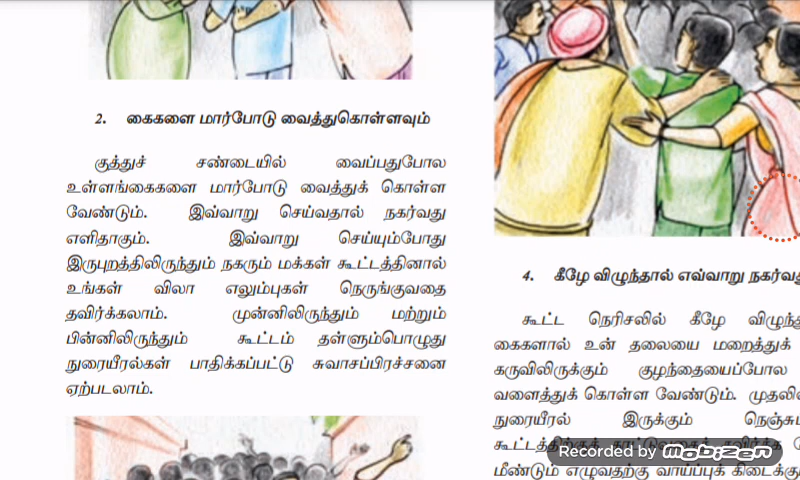 2. கைகளை மார்போடு வைத்துகொள்ளவும்
குத்துச் சண்டையில் வைப்பதுபோல
உள்ளங்கைகளை மார்போடு வைத்துக் கொள்ள
வேண்டும். இவ்வாறு செய்வதால் நகர்வது
எளிதாகும். இவ்வாறு செய்யும்போது
இருபுறத்திலிருந்தும் நகரும் மக்கள் கூட்டத்தினால்
உங்கள் விலா எலும்புகள் நெருங்குவதை
தவிர்க்கலாம். முன்னிலிருந்தும் மற்றும்
பின்னிலிருந்தும் கூட்டம் தள்ளும்பொழுது
நுரையீரல்கள் பாதிக்கப்பட்டு சுவாசப்பிரச்சனை
ஏற்படலாம்.
4. கீழே விழுந்தால் எவ்வாறு
கூட்ட நெரிசலில் கீழே
கைகளால் உன் தலையை மறைத்துக்
கருவிலிருக்கும் குழந்தையைப்போல
வளைத்துக் கொள்ள வேண்டும்.
நுரையீரல் இருக்கும்
மீண்டும் எழுவதற்கு வாய்ப்புக்
Recorded by mobizen